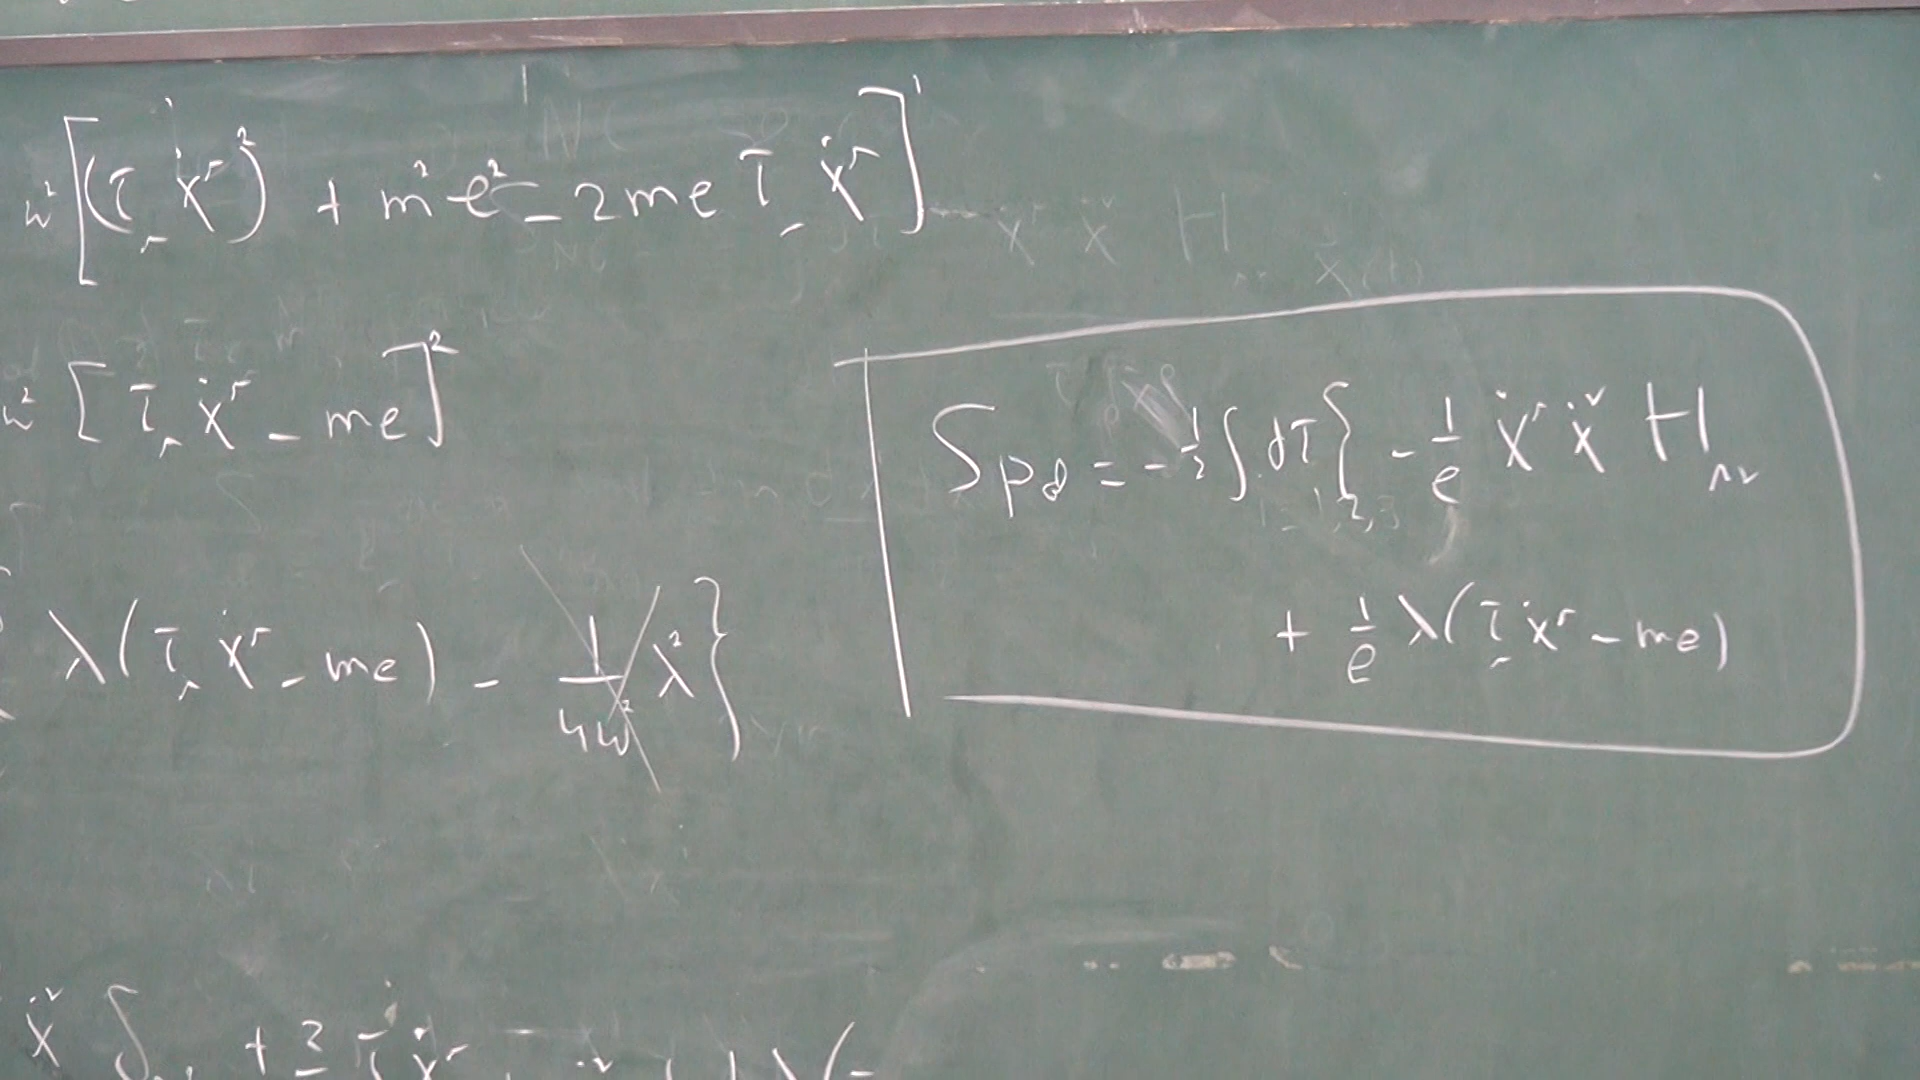 w² [(τ_μ ẋ^μ)² + m²e² - 2me τ_μ ẋ^μ]
w² [τ_μ ẋ^μ - me]²
λ(τ_μ ẋ^μ - me) - 1/4w² λ² }
S_pd = -1/2 ∫ dτ { -1/e ẋ^μ ẋ^ν H_μν
+ 1/e λ(τ_μ ẋ^μ - me)